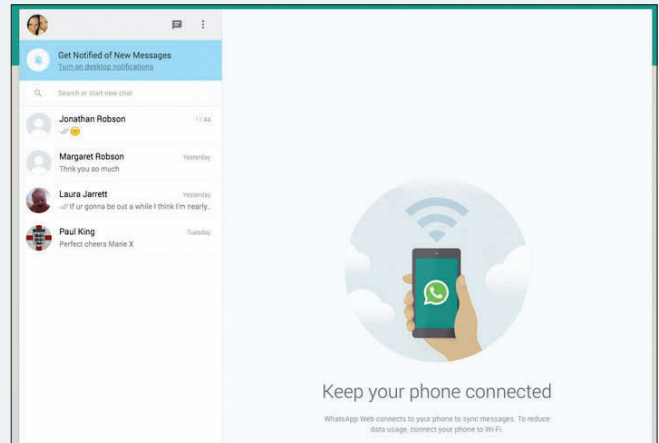 Get Notified of New Messages
Turn on desktop notifications
Search or start new chat
Jonathan Robson
11:44
Margaret Robson
Yesterday
Thnk you so much
Laura Jarrett
Yesterday
If ur gonna be out a while I think I'm nearly..
Paul King
Tuesday
Perfect cheers Marie X
Keep your phone connected
WhatsApp Web connects to your phone to sync messages. To reduce
data usage, connect your phone to Wi-Fi.